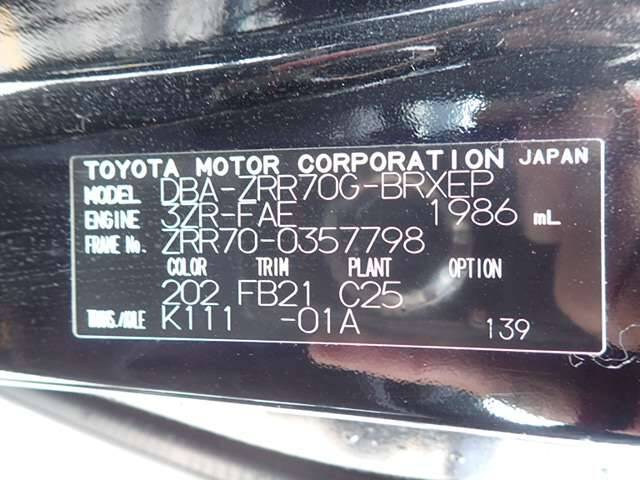 TOYOTA MOTOR CORPORATION JAPAN
MODEL DBA-ZRR70G-BRXEP
ENGINE 3ZR-FAE 1986 mL
FRAME No. ZRR70-0357798
COLOR TRIM PLANT OPTION
202 FB21 C25
TRANS./AXLE K111 -01A 139